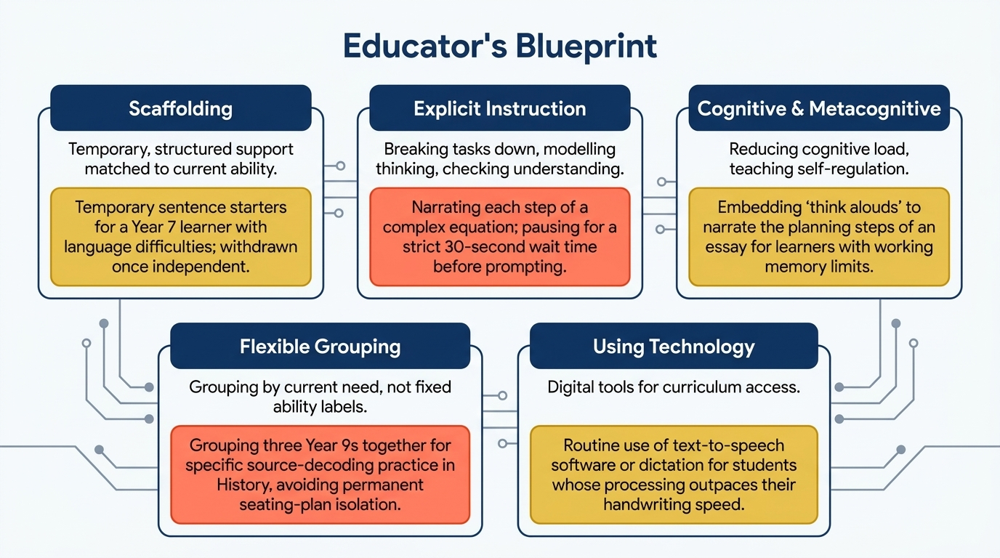 Educator's Blueprint
Scaffolding
Temporary, structured support
matched to current ability.
Temporary sentence starters
for a Year 7 learner with
language difficulties; withdrawn
once independent.
Explicit Instruction
Breaking tasks down, modelling
thinking, checking understanding.
Narrating each step of a
complex equation; pausing for a
strict 30-second wait time
before prompting.
Cognitive & Metacognitive
Reducing cognitive load,
teaching self-regulation.
Embedding ‘think alouds’ to
narrate the planning steps of an
essay for learners with working
memory limits.
Flexible Grouping
Grouping by current need, not fixed
ability labels.
Grouping three Year 9s together for
specific source-decoding practice in
History, avoiding permanent
seating-plan isolation.
Using Technology
Digital tools for curriculum access.
Routine use of text-to-speech
software or dictation for students
whose processing outpaces their
handwriting speed.